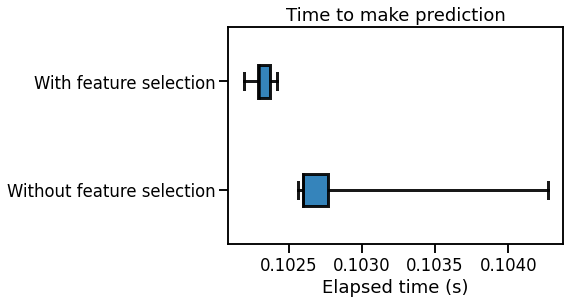 Time to make prediction
With feature selection
Without feature selection
0.1025 0.1030 0.1035 0.1040
Elapsed time (s)